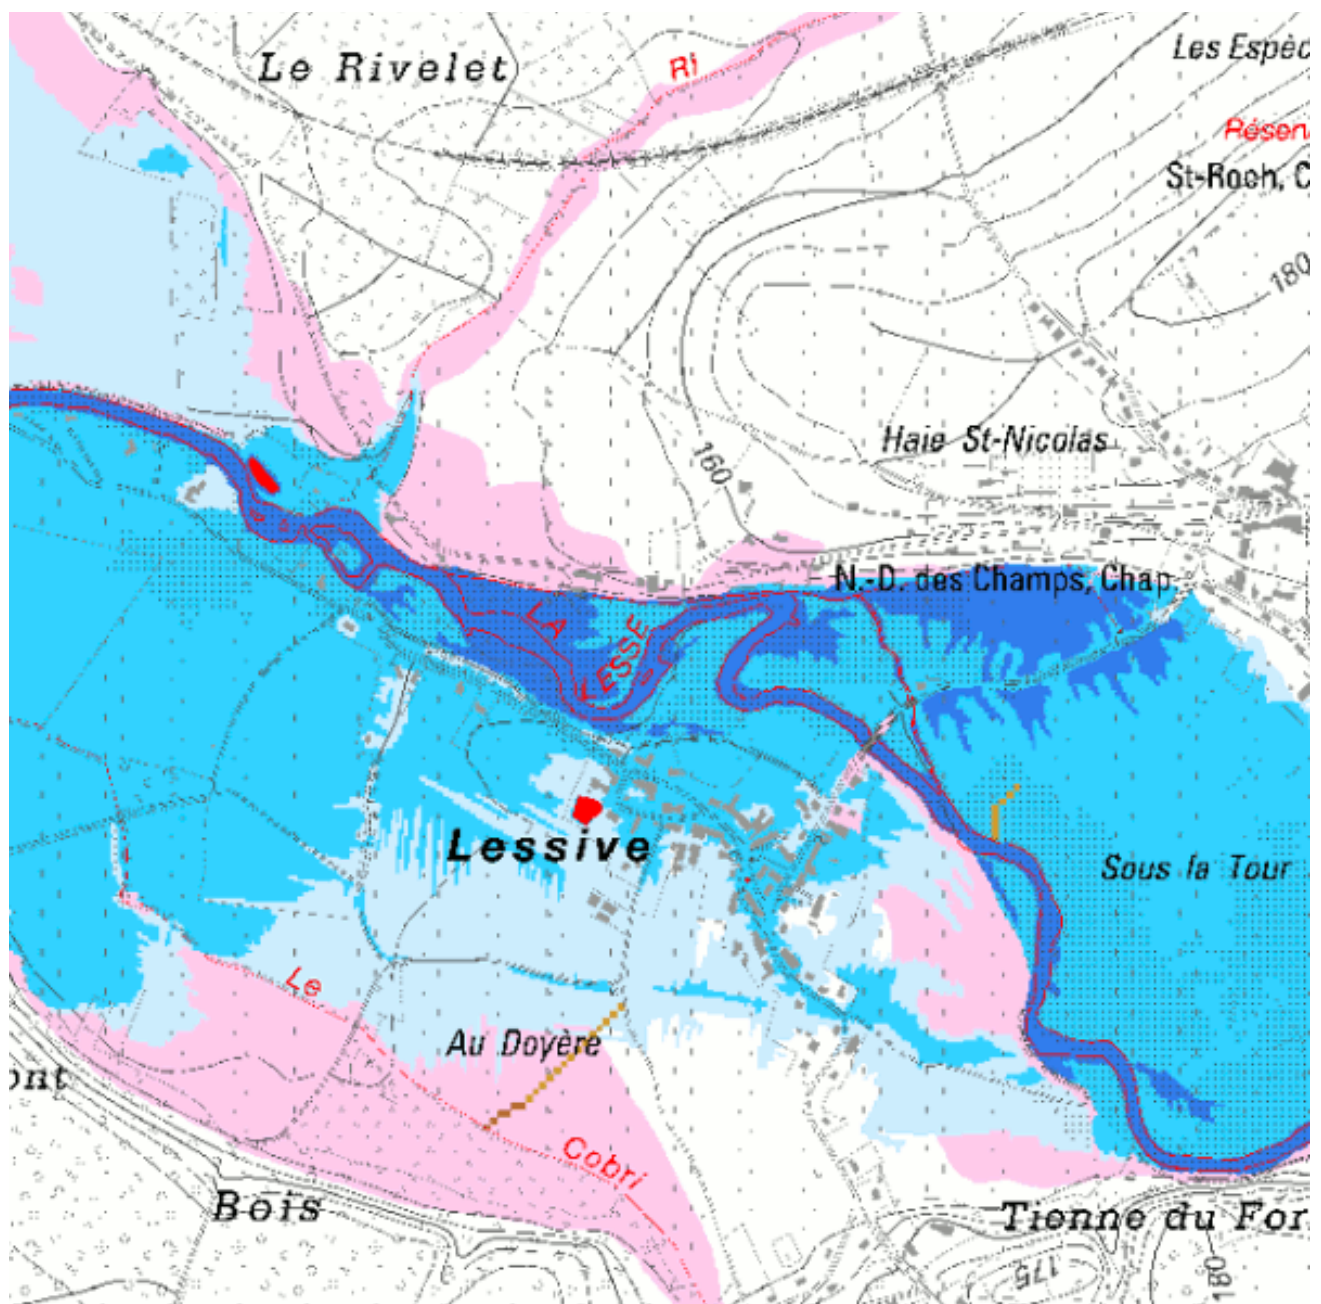 Le Rivelet
RI
Les Espèc
Réserv
St-Roch, C
180
Haie St-Nicolas
160
N.-D. des Champs, Chap
LA
LESSE
Lessive
Sous la Tour
Le
Au Doyère
ont
Cobri
Bois
Tienne du For
175
180